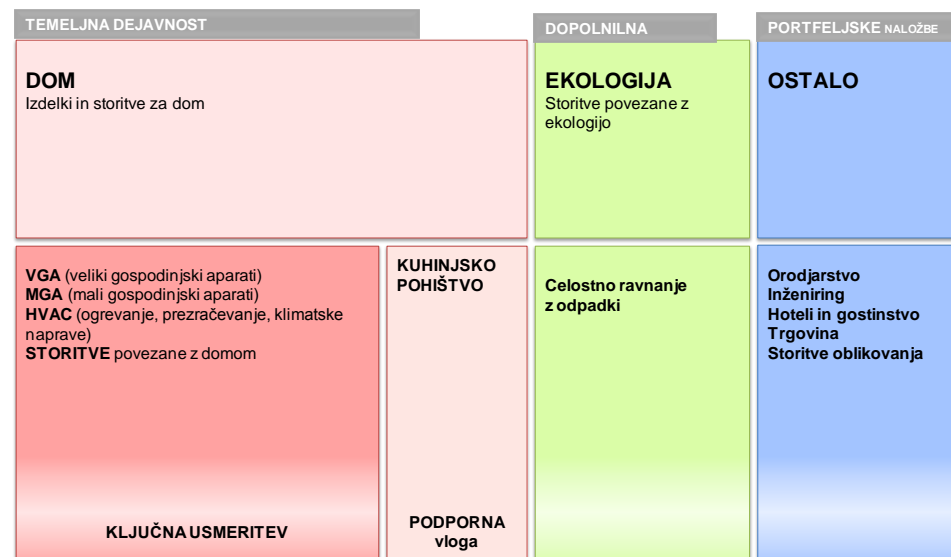 TEMELJNA DEJAVNOST
DOPOLNILNA
PORTFELJSKE NALOŽBE
DOM
Izdelki in storitve za dom
EKOLOGIJA
Storitve povezane z
ekologijo
OSTALO
VGA (veliki gospodinjski aparati)
MGA (mali gospodinjski aparati)
HVAC (ogrevanje, prezračevanje, klimatske
naprave)
STORITVE povezane z domom
KLJUČNA USMERITEV
KUHINJSKO
POHIŠTVO
PODPORNA
vloga
Celostno ravnanje
z odpadki
Orodjarstvo
Inženiring
Hoteli in gostinstvo
Trgovina
Storitve oblikovanja